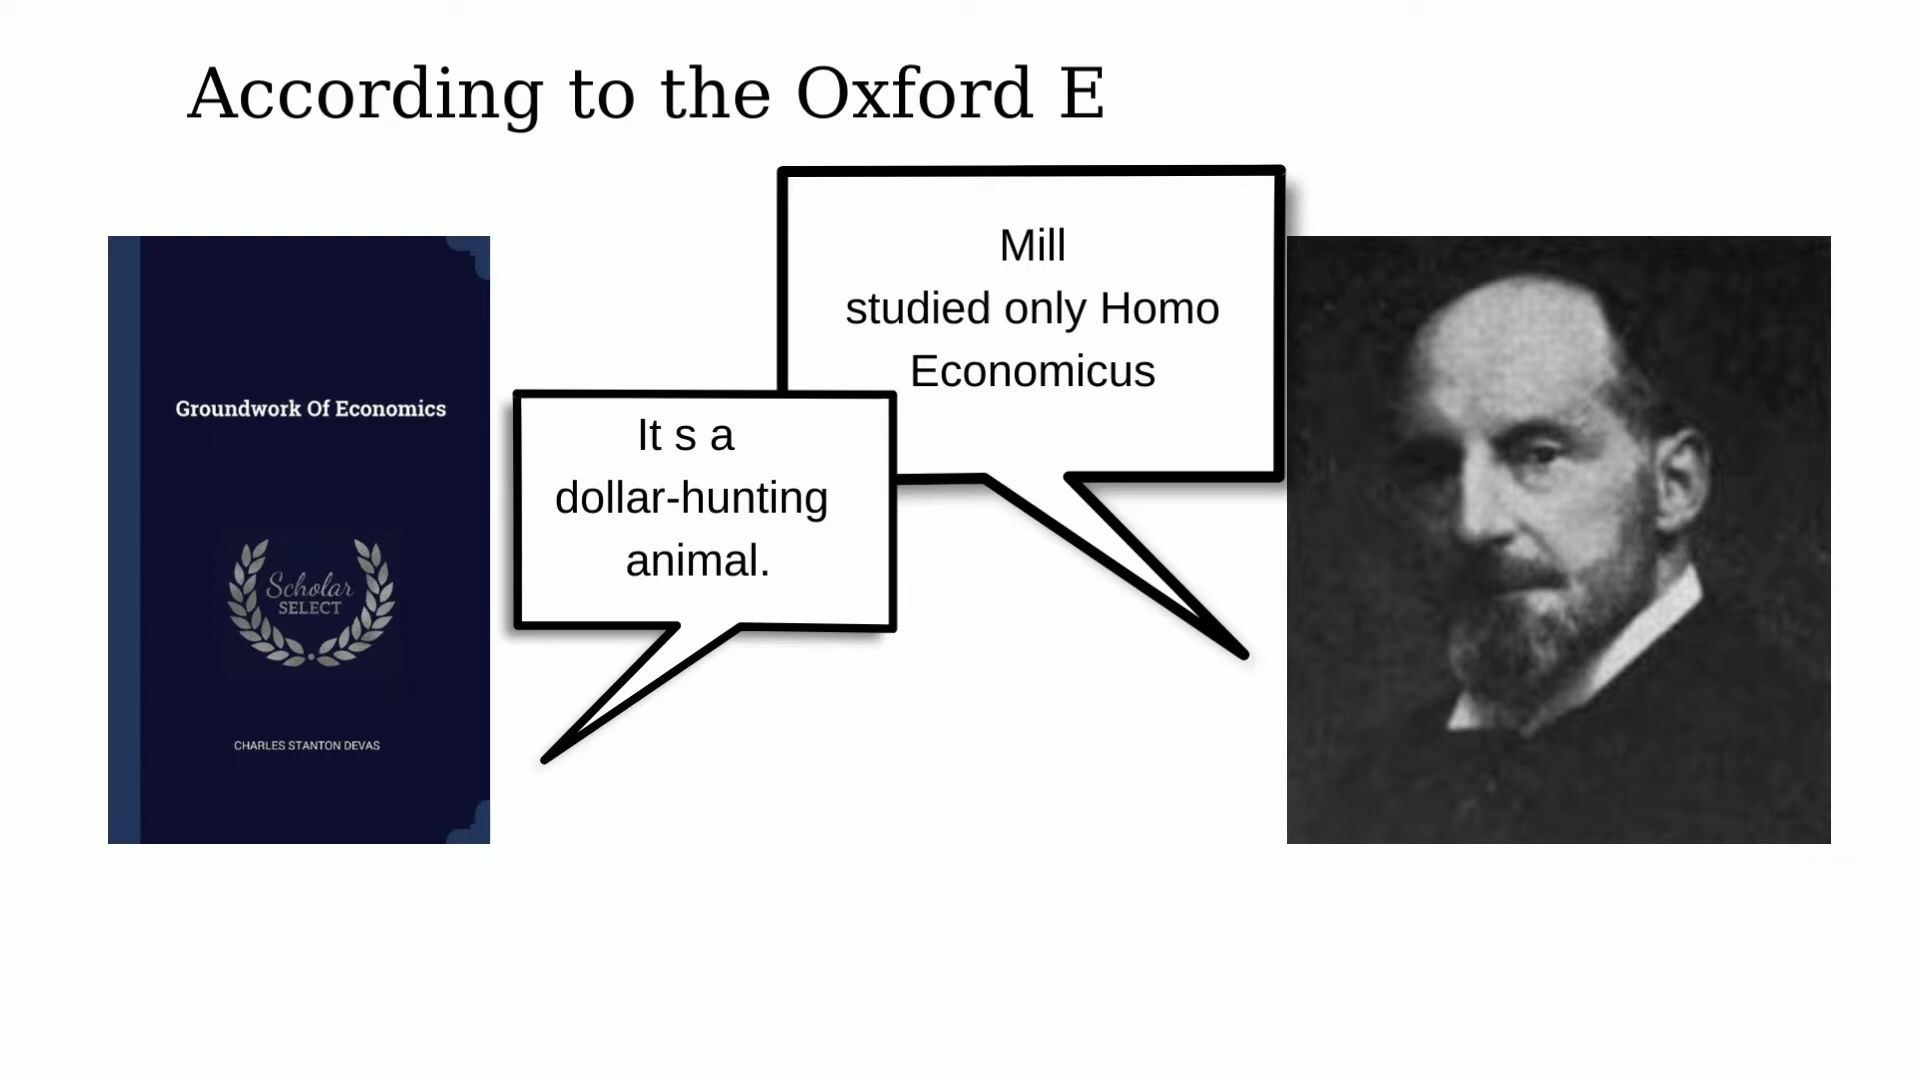 According to the Oxford E
Mill
studied only Homo
Economicus
It s a
dollar-hunting
animal.
Groundwork Of Economics
Scholar
SELECT
CHARLES STANTON DEVAS